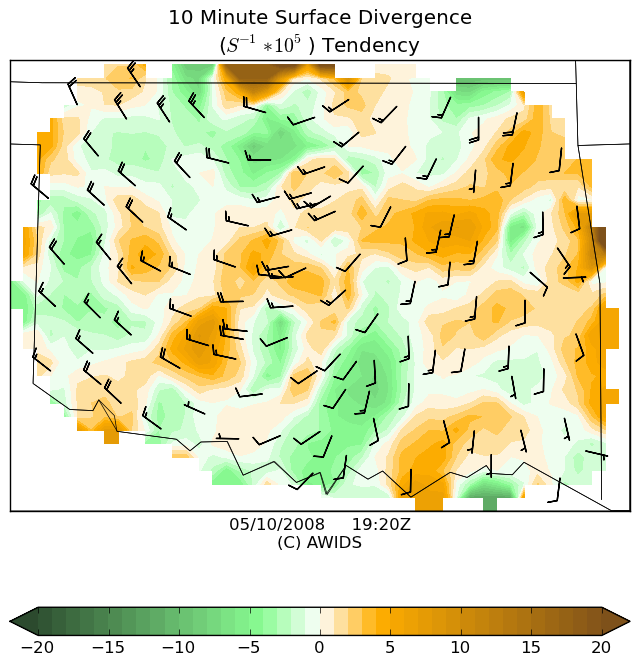 10 Minute Surface Divergence
(S⁻¹ ∗ 10⁵ ) Tendency
05/10/2008 19:20Z
(C) AWIDS
−20 −15 −10 −5 0 5 10 15 20